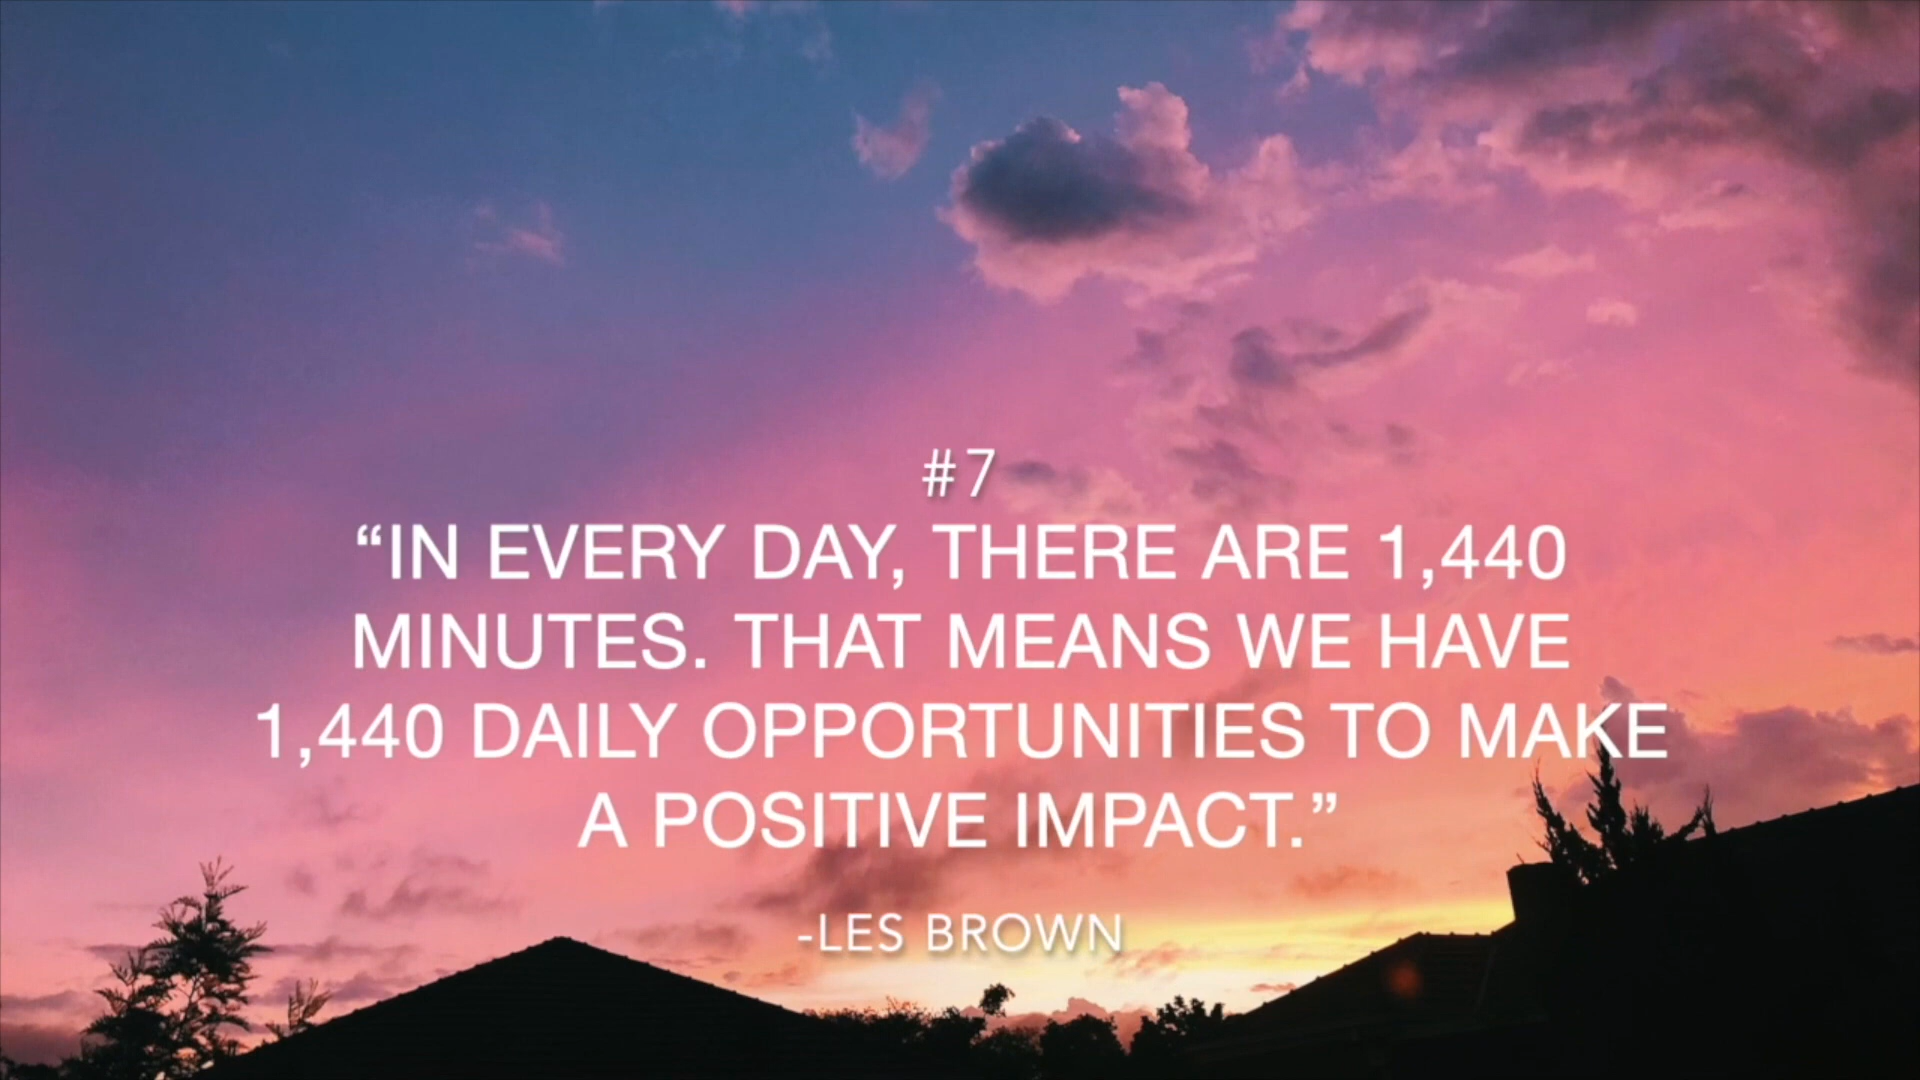 #7
“IN EVERY DAY, THERE ARE 1,440
MINUTES. THAT MEANS WE HAVE
1,440 DAILY OPPORTUNITIES TO MAKE
A POSITIVE IMPACT.”
-LES BROWN